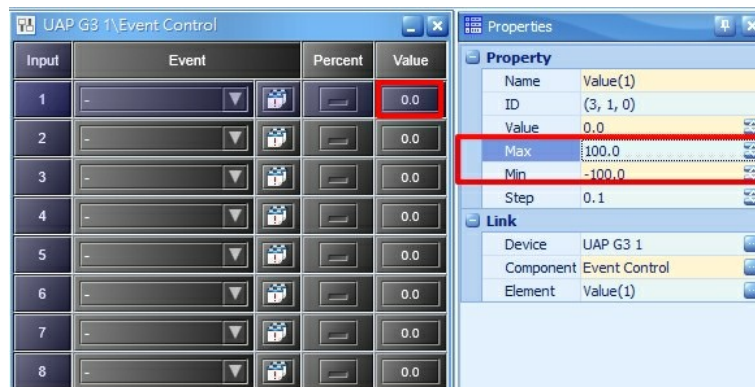 UAP G3 1\Event Control
Input Event Percent Value
1 - 0.0
2 - 0.0
3 - 0.0
4 - 0.0
5 - 0.0
6 - 0.0
7 - 0.0
8 - 0.0
Properties
Property
Name Value(1)
ID (3, 1, 0)
Value 0.0
Max 100.0
Min -100.0
Step 0.1
Link
Device UAP G3 1
Component Event Control
Element Value(1)